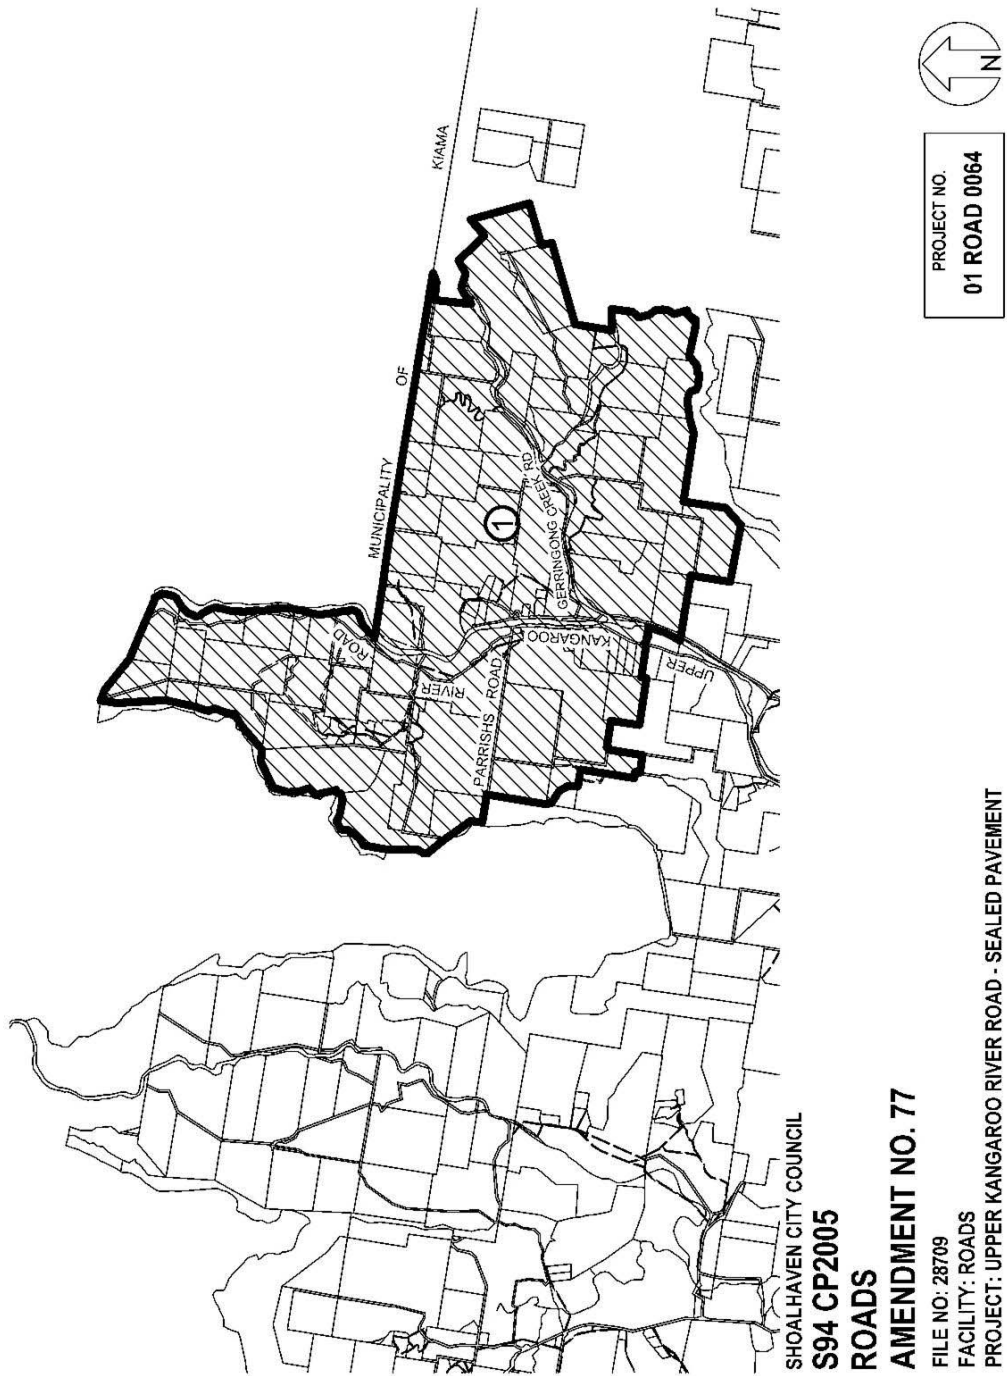 MUNICIPALITY OF KIAMA
ROAD
RIVER
PARRISHS ROAD
KANGAROO
UPPER
GERRINGONG CREEK RD
1
SHOALHAVEN CITY COUNCIL
S94 CP2005
ROADS
AMENDMENT NO. 77
FILE NO: 28709
FACILITY: ROADS
PROJECT: UPPER KANGAROO RIVER ROAD - SEALED PAVEMENT
PROJECT NO.
01 ROAD 0064
N